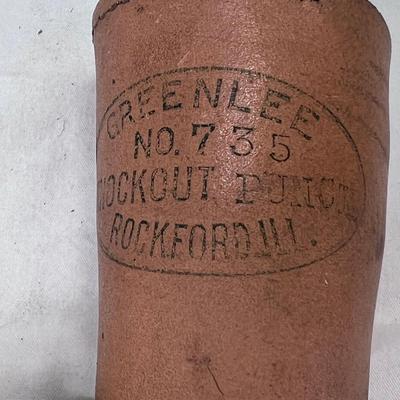 GREENLEE
NO. 735
KNOCKOUT PUNCH
ROCKFORD. ILL.